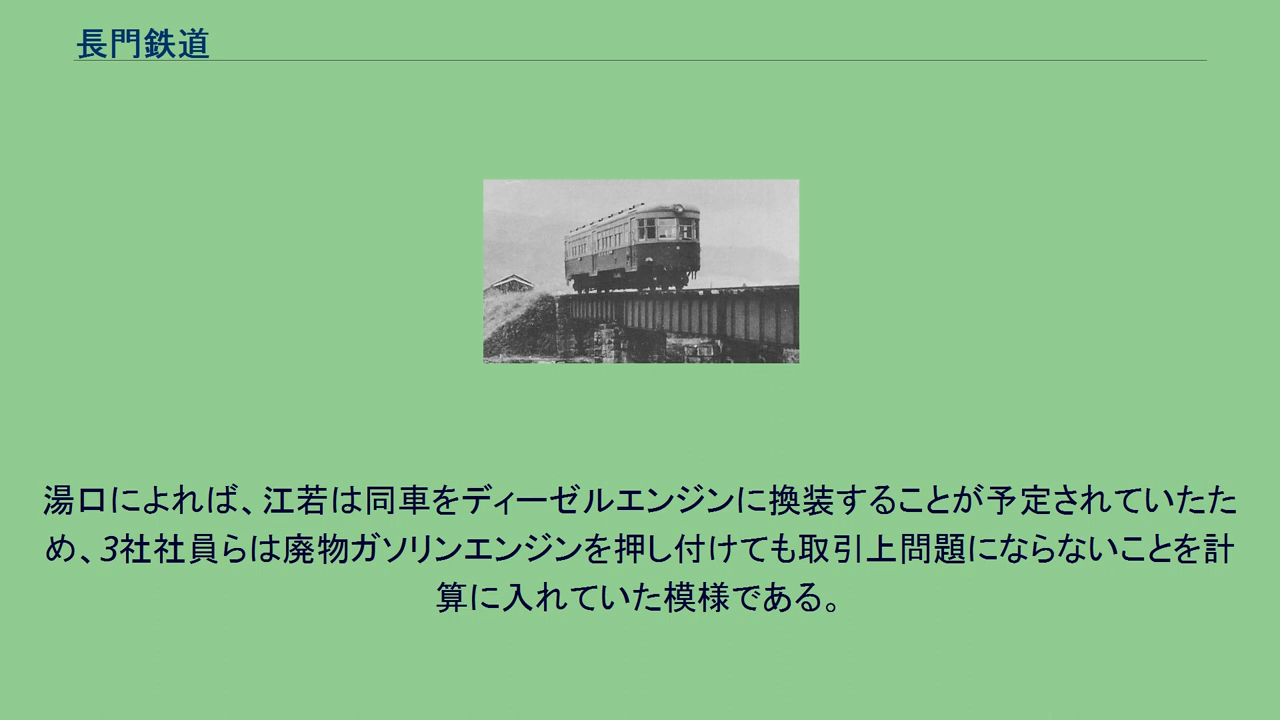 長門鉄道
湯口によれば、江若は同車をディーゼルエンジンに換装することが予定されていたた
め、3社社員らは廃物ガソリンエンジンを押し付けても取引上問題にならないことを計
算に入れていた模様である。